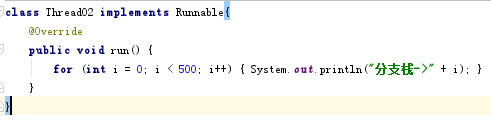 class Thread02 implements Runnable{
@Override
public void run() {
for (int i = 0; i < 500; i++) { System.out.println("分支栈->" + i); }
}
}